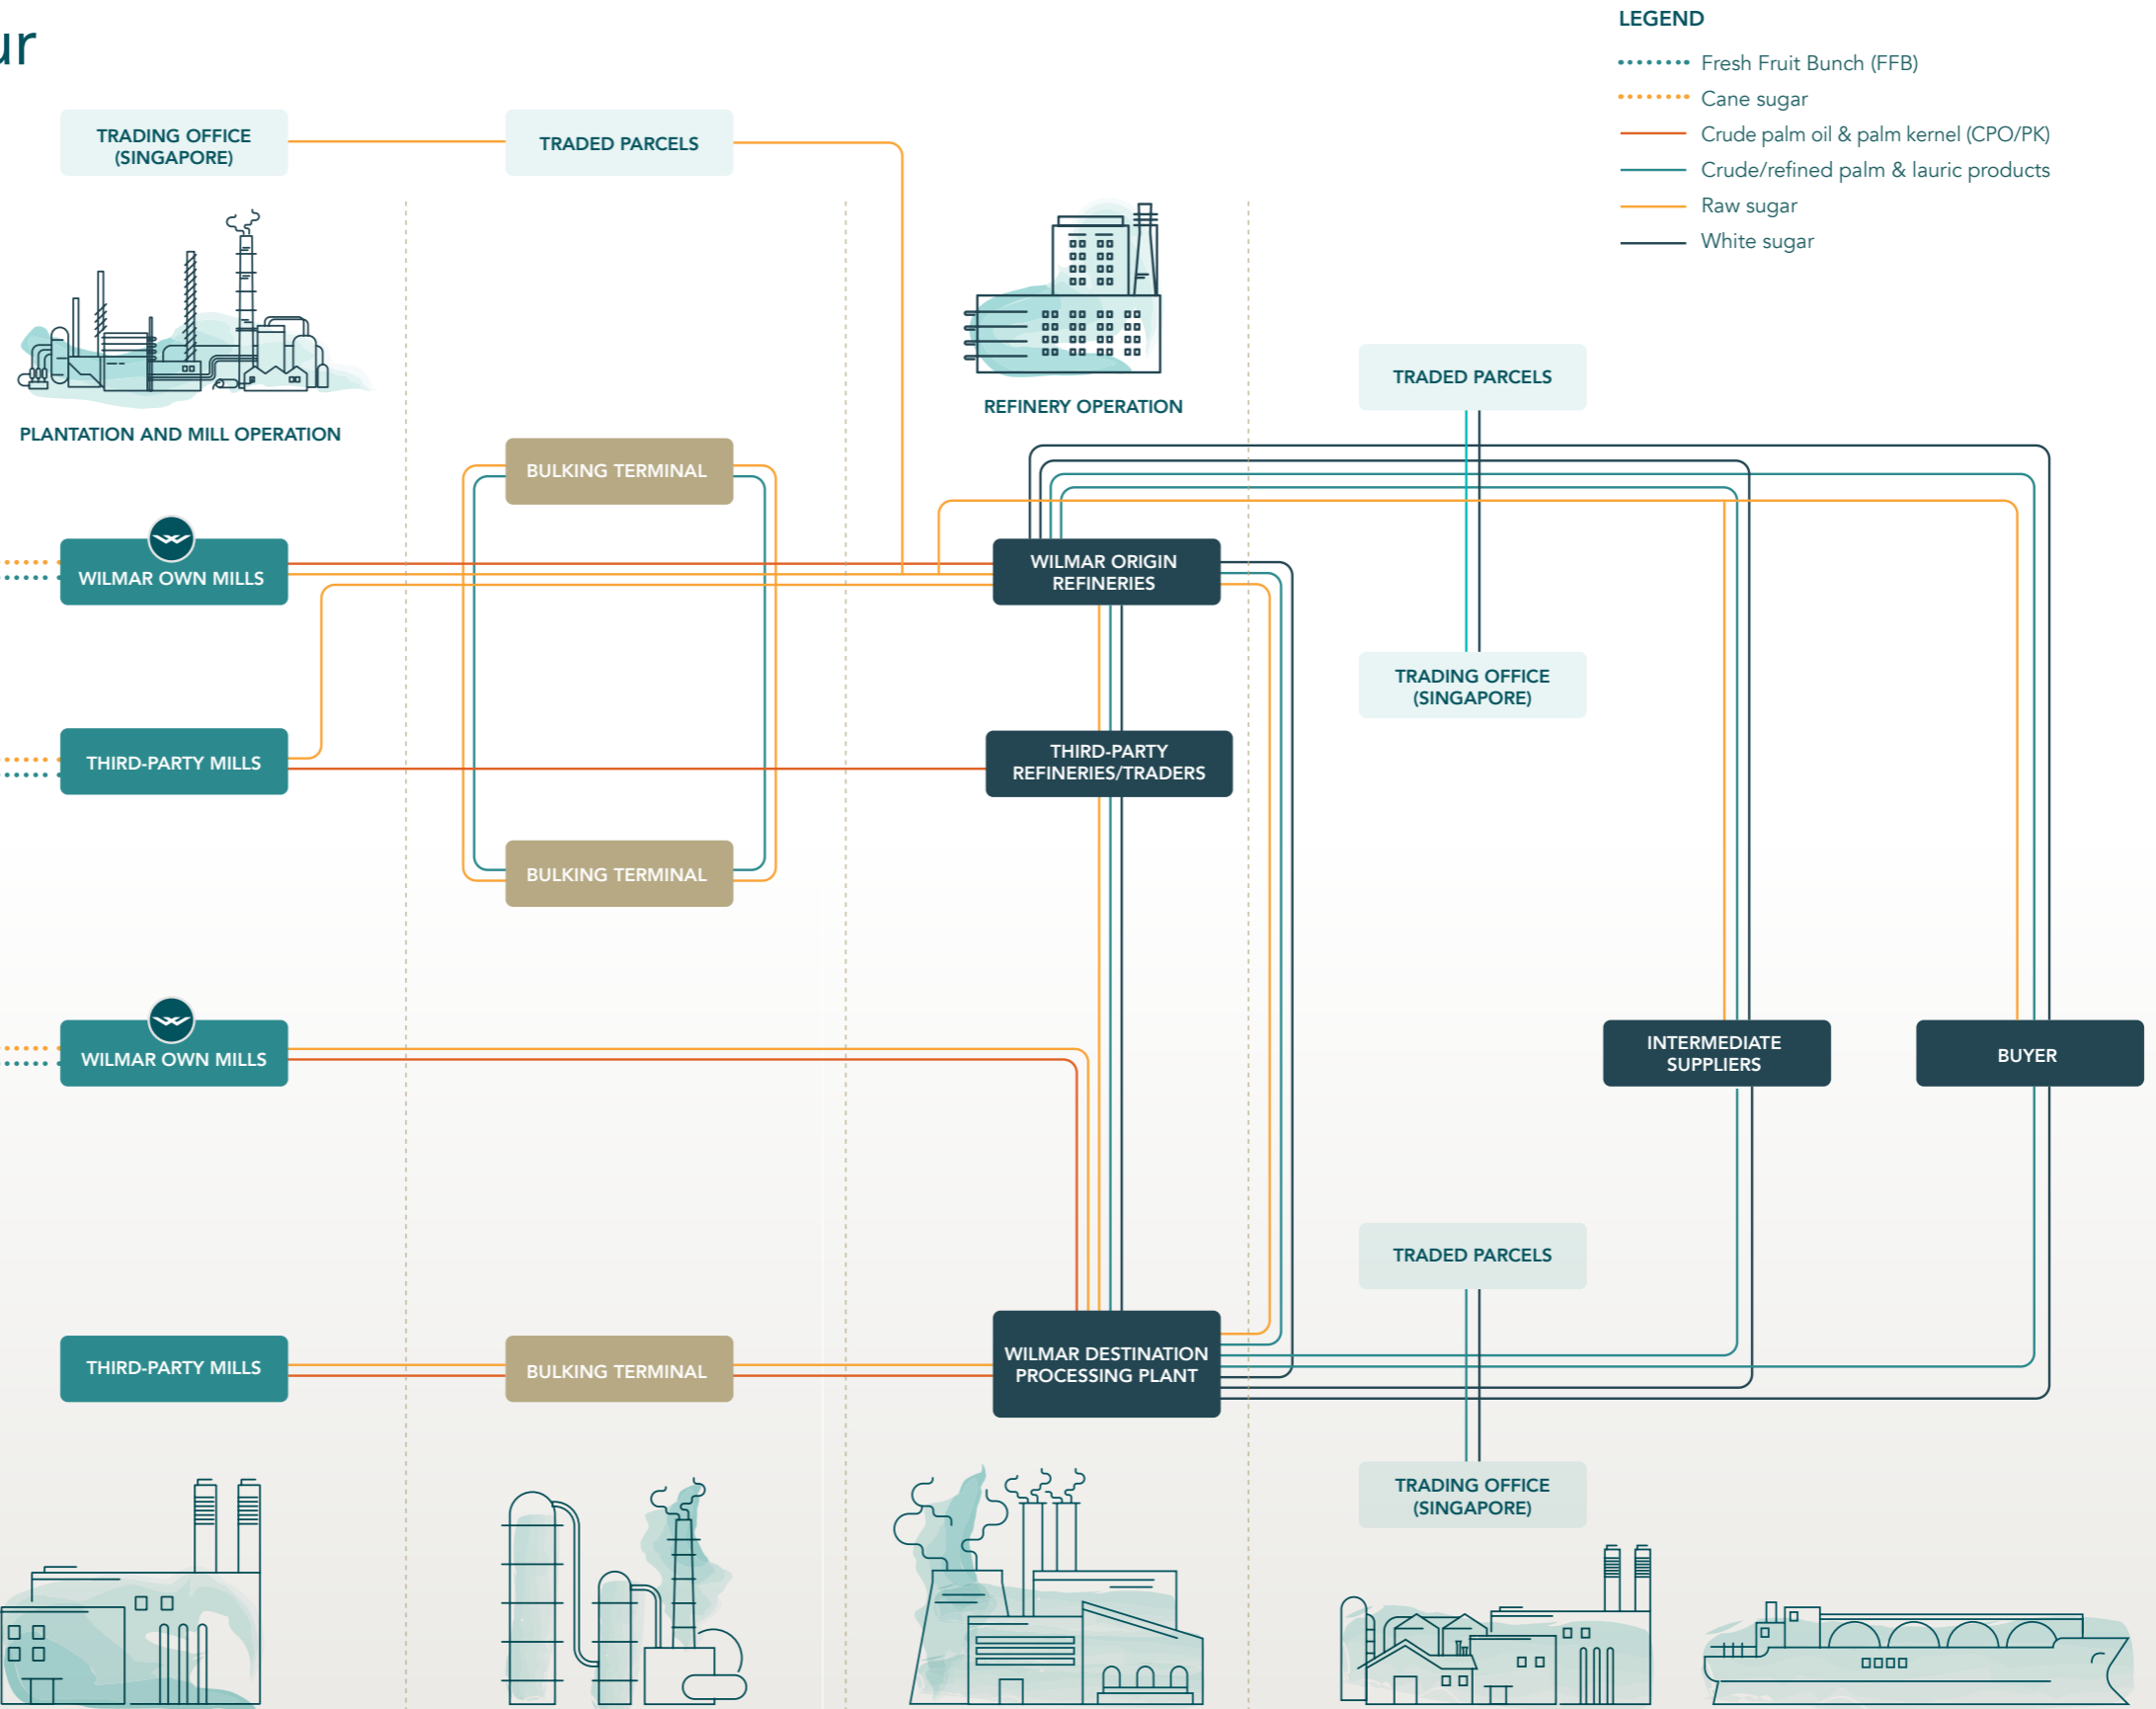 ur
LEGEND
Fresh Fruit Bunch (FFB)
Cane sugar
Crude palm oil & palm kernel (CPO/PK)
Crude/refined palm & lauric products
Raw sugar
White sugar
TRADING OFFICE
(SINGAPORE)
TRADED PARCELS
PLANTATION AND MILL OPERATION
REFINERY OPERATION
TRADED PARCELS
BULKING TERMINAL
WILMAR OWN MILLS
WILMAR ORIGIN
REFINERIES
TRADING OFFICE
(SINGAPORE)
THIRD-PARTY MILLS
THIRD-PARTY
REFINERIES/TRADERS
BULKING TERMINAL
WILMAR OWN MILLS
INTERMEDIATE
SUPPLIERS
BUYER
TRADED PARCELS
THIRD-PARTY MILLS
BULKING TERMINAL
WILMAR DESTINATION
PROCESSING PLANT
TRADING OFFICE
(SINGAPORE)